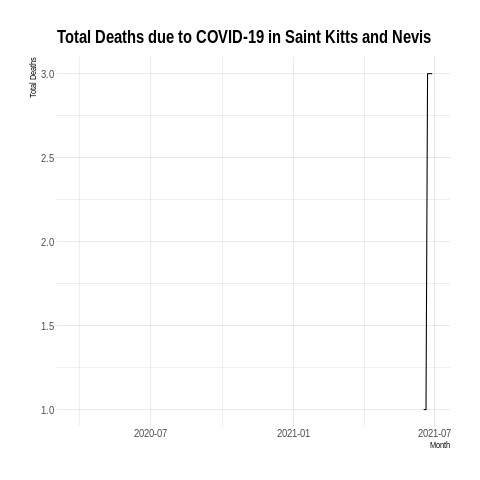 Total Deaths due to COVID-19 in Saint Kitts and Nevis
Total Deaths
3.0
2.5
2.0
1.5
1.0
2020-07
2021-01
2021-07
Month